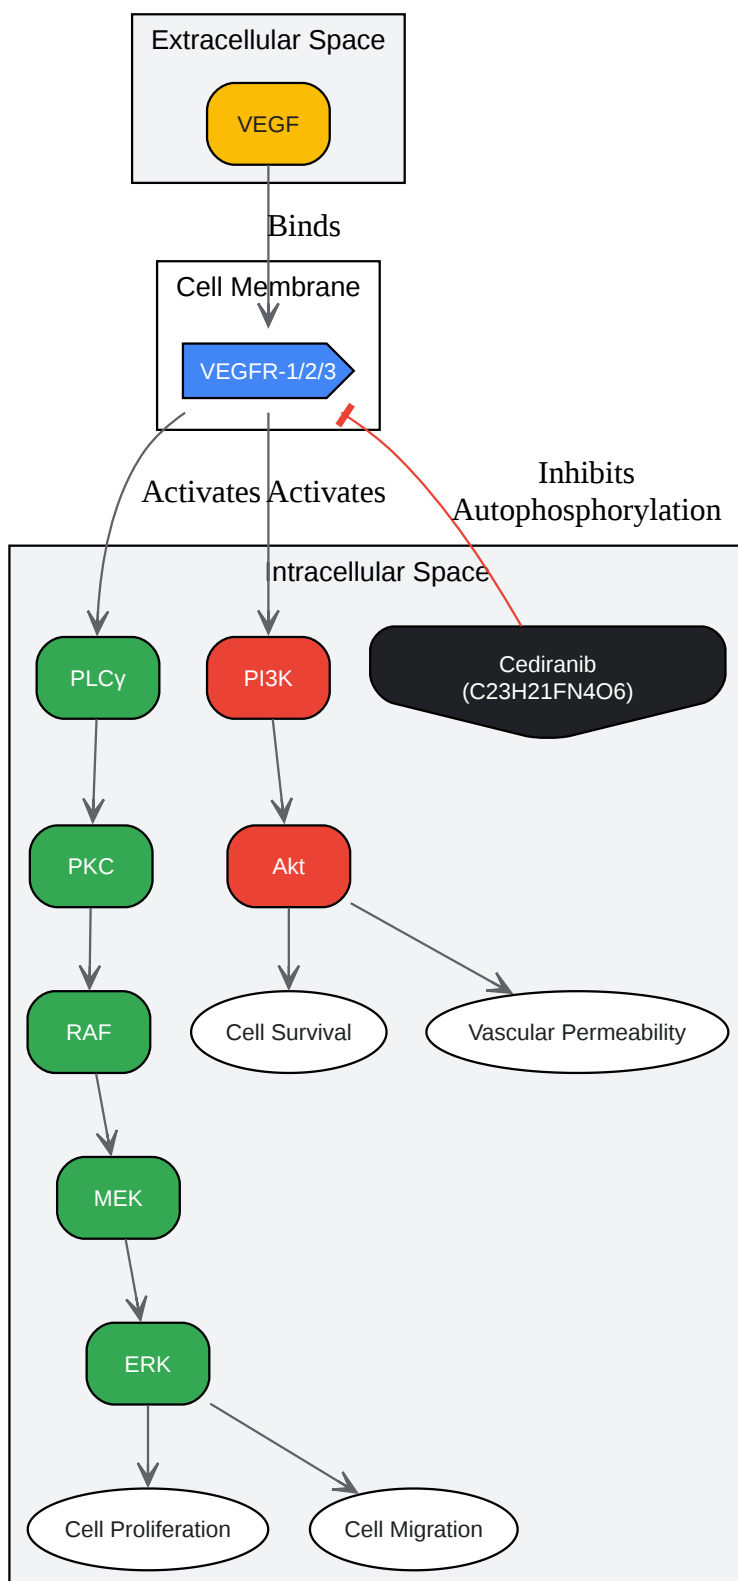 Extracellular Space
VEGF
Binds
Cell Membrane
VEGFR-1/2/3
Activates
Activates
Inhibits
Autophosphorylation
Intracellular Space
PLCγ
PI3K
Cediranib
(C23H21FN4O6)
PKC
Akt
RAF
Cell Survival
Vascular Permeability
MEK
ERK
Cell Proliferation
Cell Migration